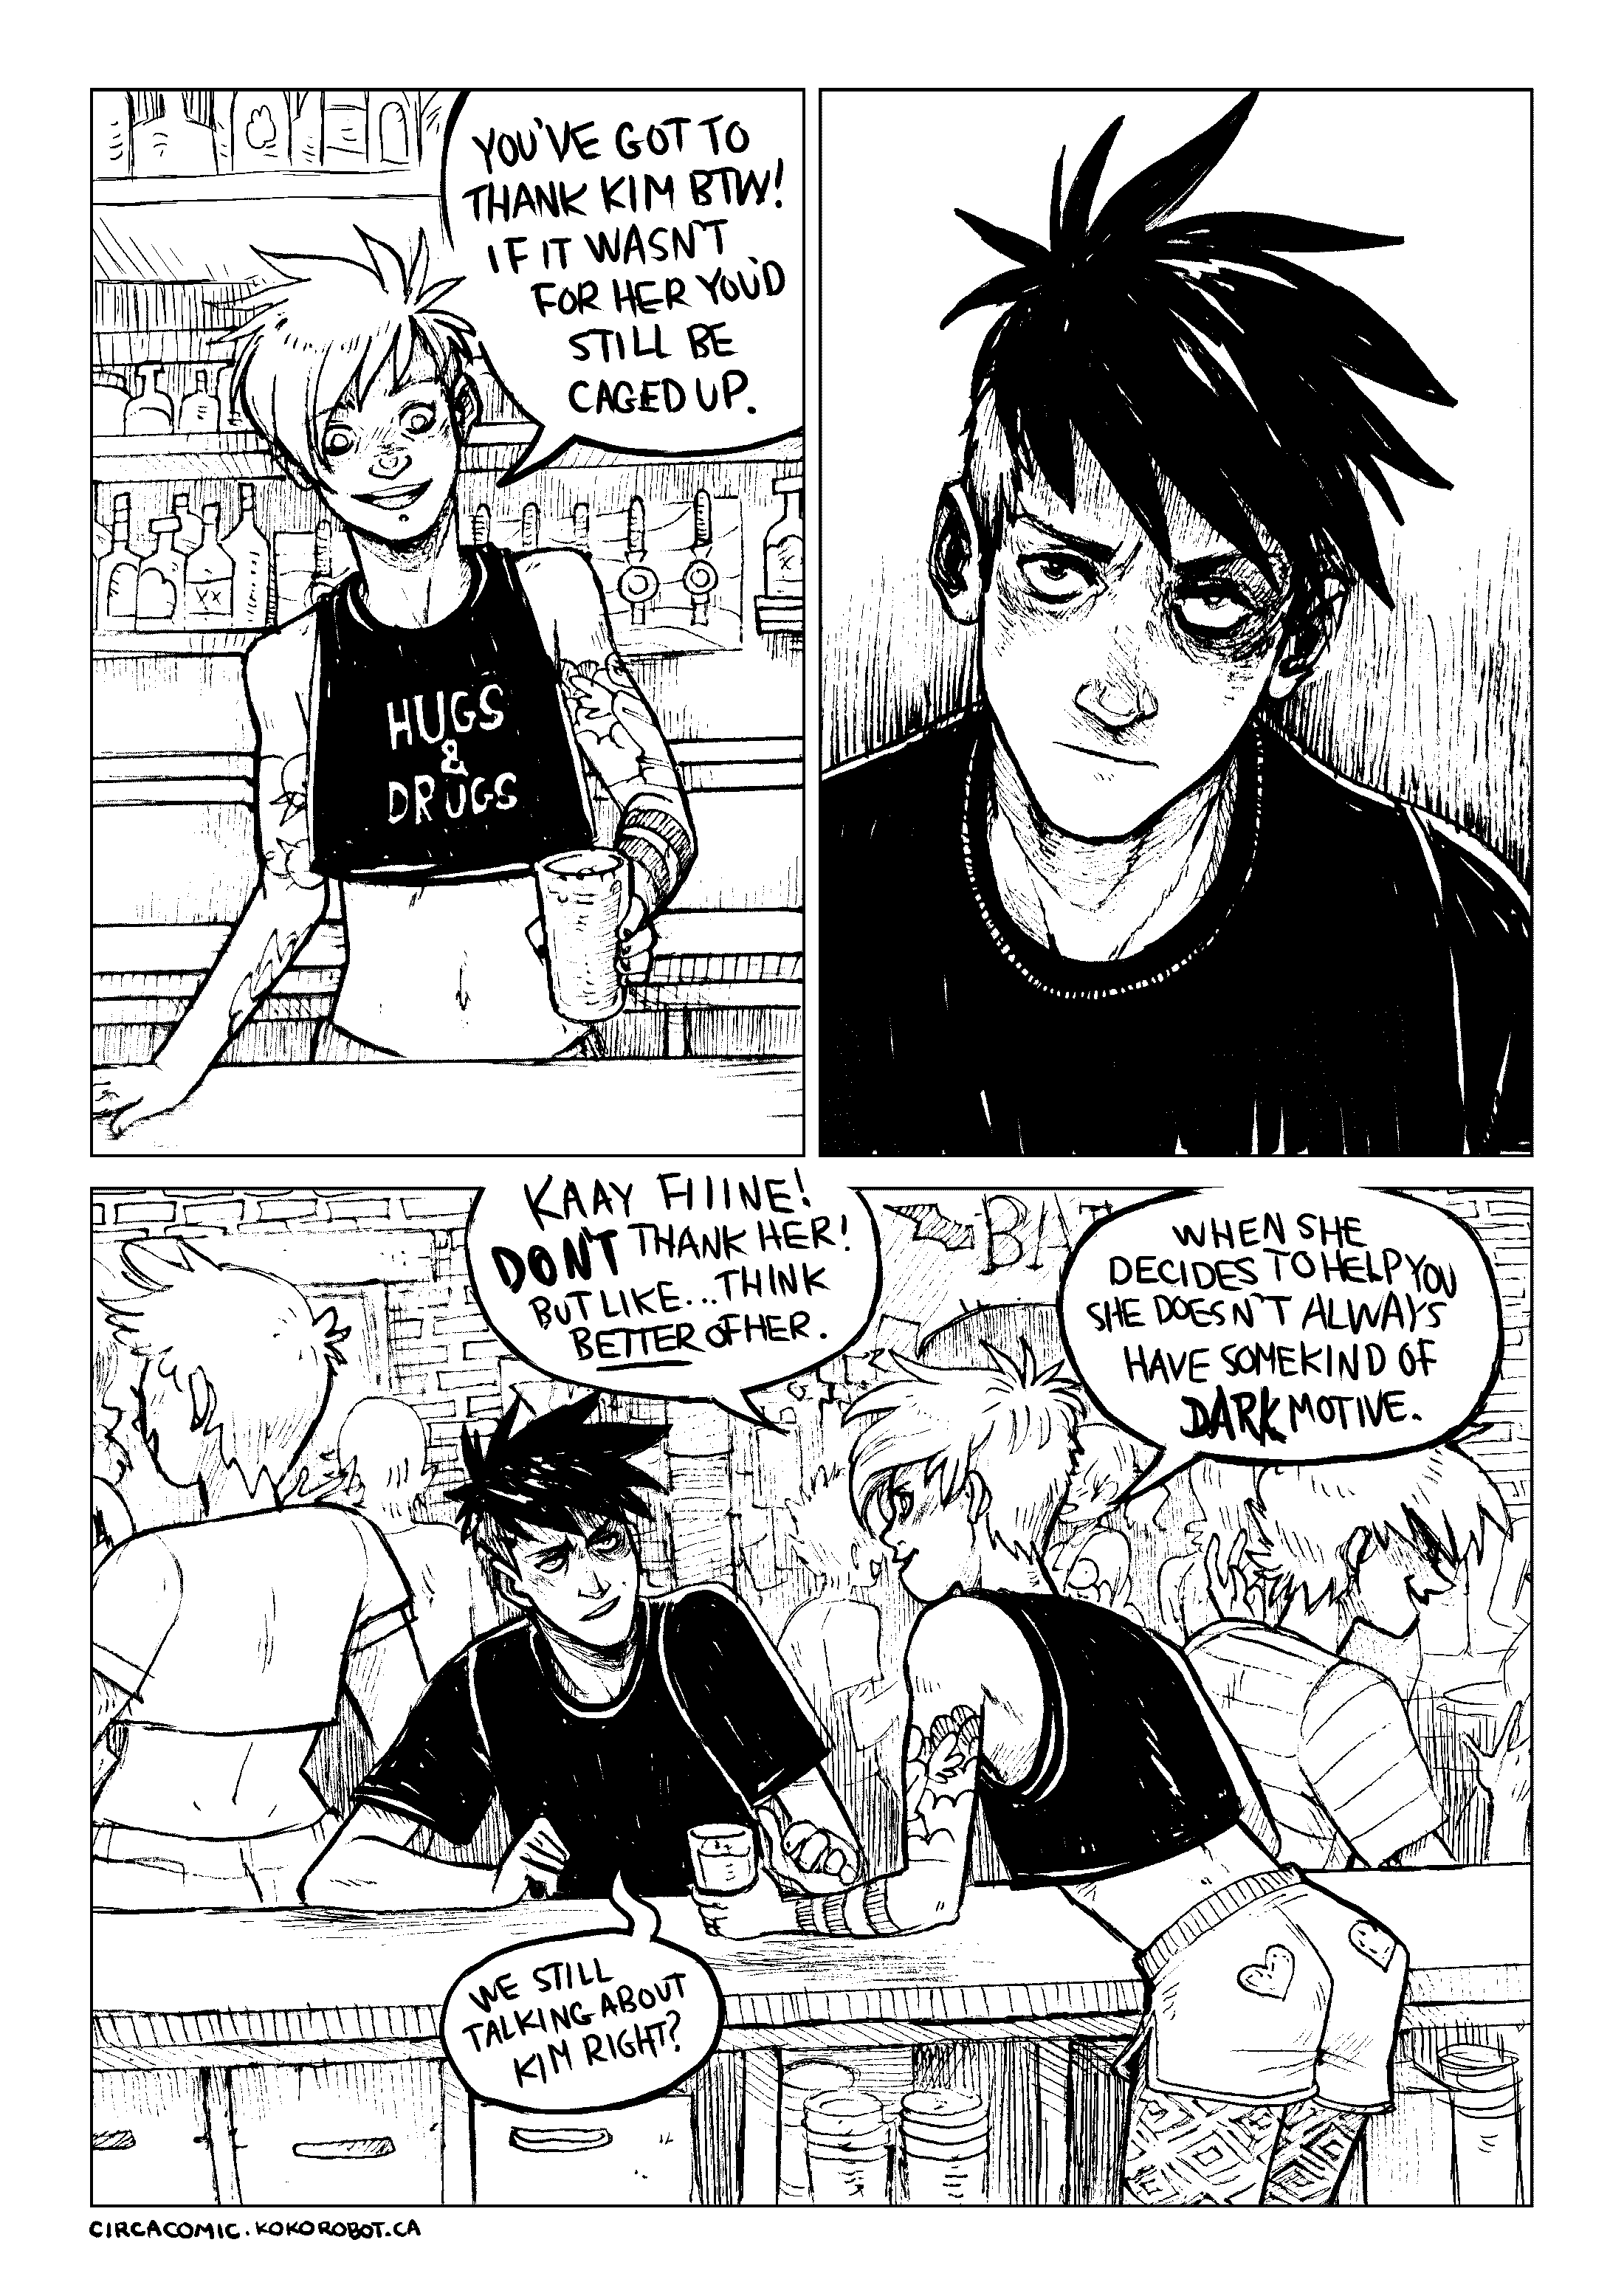 YOU'VE GOT TO
THANK KIM BTW!
IF IT WASN'T
FOR HER YOU'D
STILL BE
CAGED UP.
XX
X
HUGS
&
DRUGS
KAAY FIIINE!
DON'T THANK HER!
BUT LIKE...THINK
BETTER OF HER.
BAT
WHEN SHE
DECIDES TO HELP YOU
SHE DOESN'T ALWAYS
HAVE SOMEKIND OF
DARK MOTIVE.
WE STILL
TALKING ABOUT
KIM RIGHT?
CIRCACOMIC.KOKOROBOT.CA